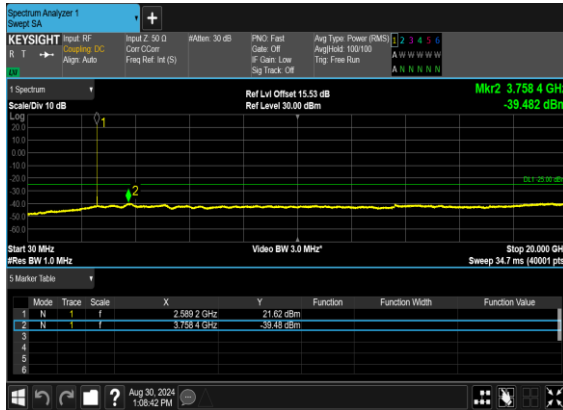 Spectrum Analyzer 1
Swept SA
+
KEYSIGHT
R T
LXI
Input: RF
Coupling: DC
Align: Auto
Input Z: 50 Ω
Corr CCorr
Freq Ref: Int (S)
#Atten: 30 dB
PNO: Fast
Gate: Off
IF Gain: Low
Sig Track: Off
Avg Type: Power (RMS)
Avg|Hold: 100/100
Trig: Free Run
1 2 3 4 5 6
A W W W W W
A N N N N N
1 Spectrum
Scale/Div 10 dB
Ref Lvl Offset 15.53 dB
Ref Level 30.00 dBm
Mkr2 3.758 4 GHz
-39.482 dBm
Log
20.0
10.0
0.00
-10.0
-20.0
-30.0
-40.0
-50.0
-60.0
1
2
DL1 -25.00 dBm
Start 30 MHz
#Res BW 1.0 MHz
Video BW 3.0 MHz*
Stop 20.000 GHz
Sweep 34.7 ms (40001 pts)
5 Marker Table
Mode Trace Scale X Y Function Function Width Function Value
1 N 1 f 2.589 2 GHz 21.62 dBm
2 N 1 f 3.758 4 GHz -39.48 dBm
3
4
5
6
?
Aug 30, 2024
1:08:42 PM